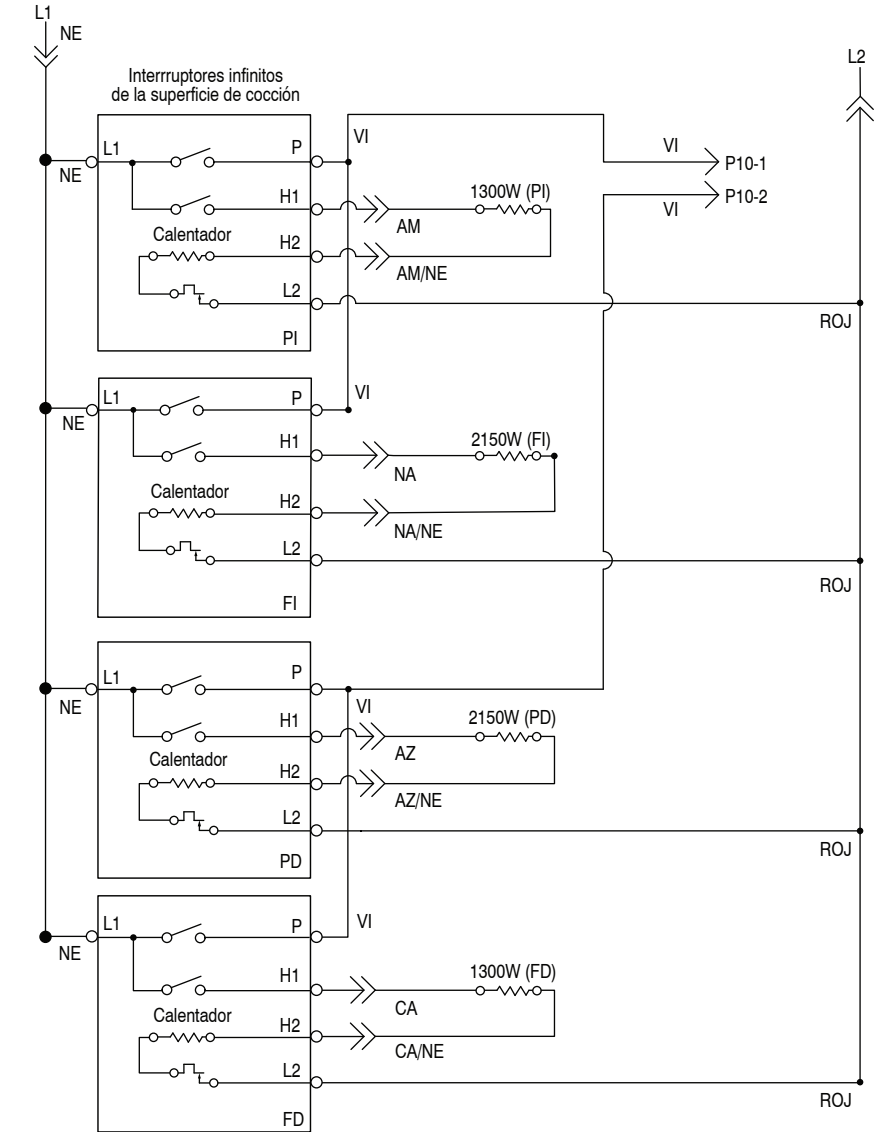 L1
NE
L2
Interrruptores infinitos
de la superficie de cocción
L1
P
VI
VI
P10-1
NE
H1
1300W (PI)
P10-2
VI
AM
Calentador
H2
AM/NE
L2
ROJ
PI
L1
P
VI
NE
H1
2150W (FI)
NA
Calentador
H2
NA/NE
L2
ROJ
FI
L1
P
NE
VI
H1
2150W (PD)
AZ
Calentador
H2
AZ/NE
L2
ROJ
PD
L1
P
VI
NE
H1
1300W (FD)
CA
Calentador
H2
CA/NE
L2
ROJ
FD